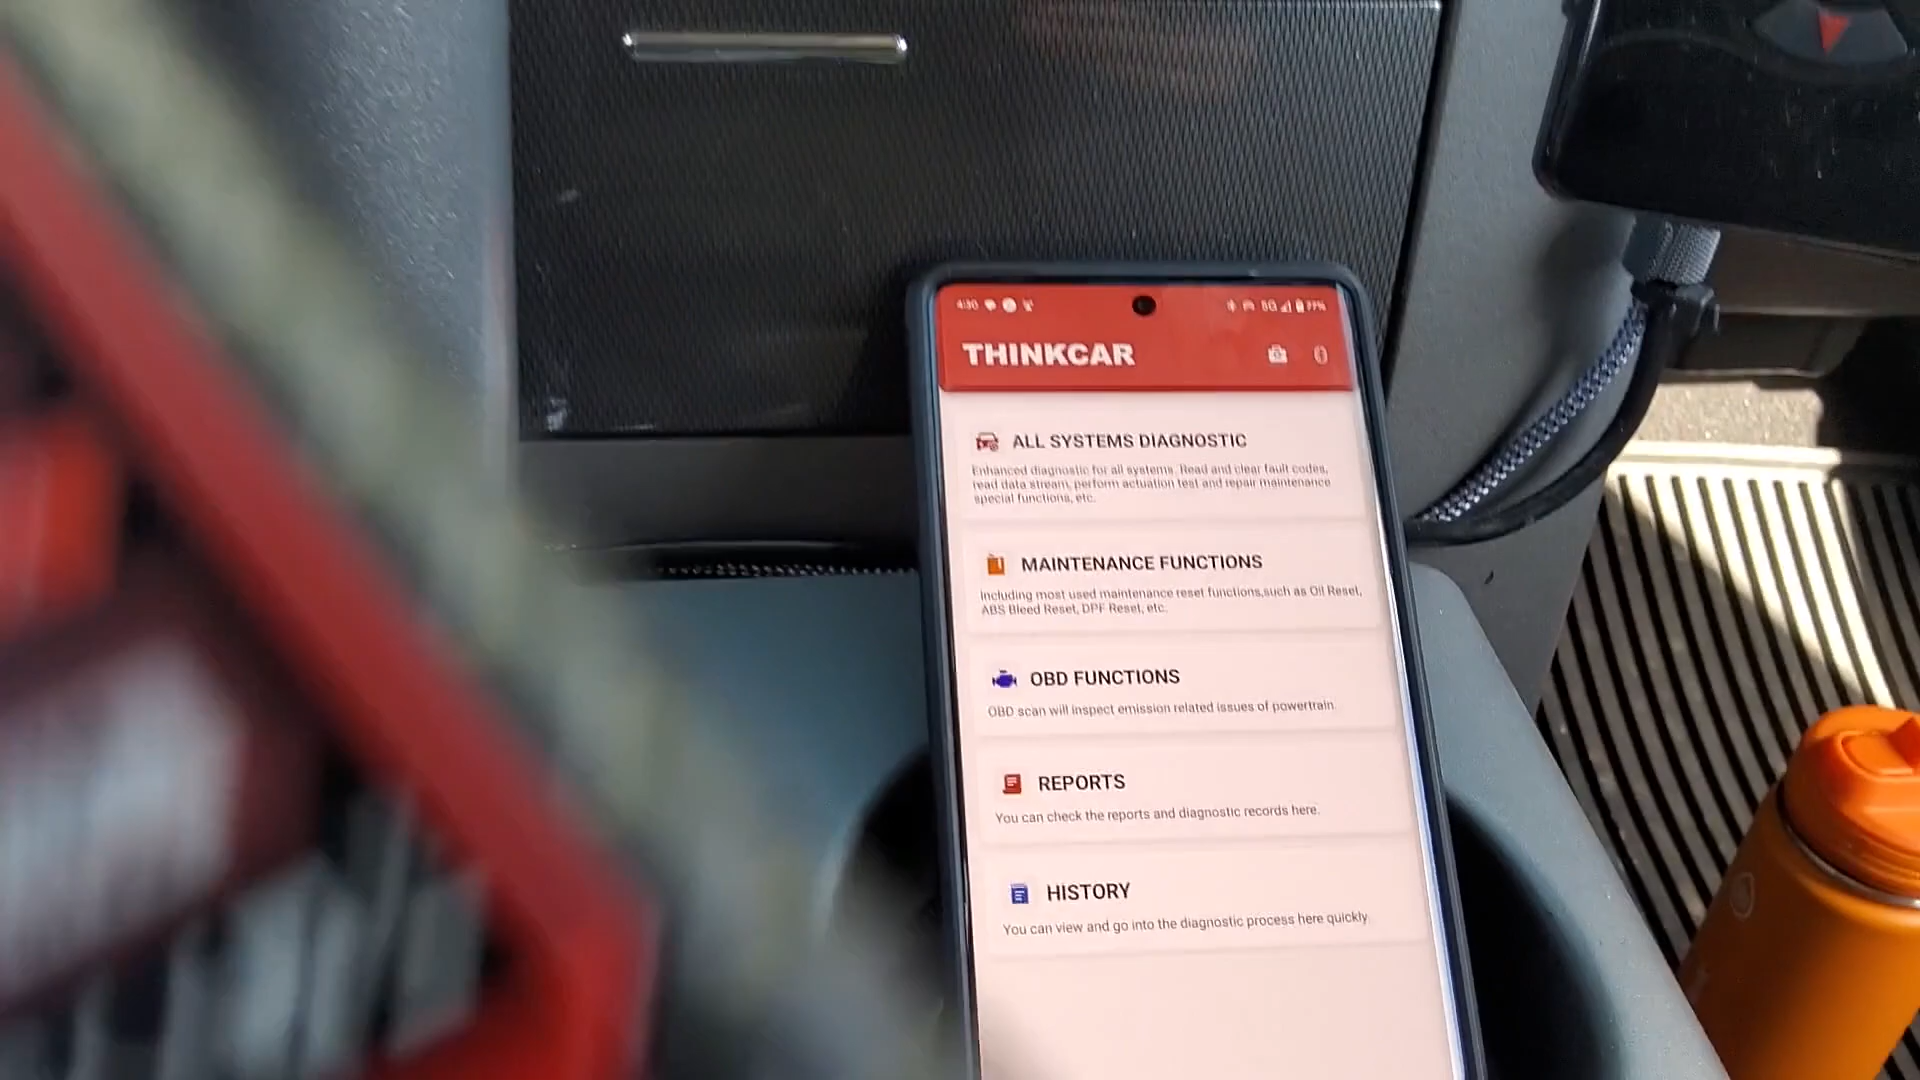 4:30 5G 77%
THINKCAR
ALL SYSTEMS DIAGNOSTIC
Enhanced diagnostic for all systems. Read and clear fault codes,
read data stream, perform actuation test and repair maintenance
special functions, etc.
MAINTENANCE FUNCTIONS
Including most used maintenance reset functions,such as Oil Reset,
ABS Bleed Reset, DPF Reset, etc.
OBD FUNCTIONS
OBD scan will inspect emission related issues of powertrain.
REPORTS
You can check the reports and diagnostic records here.
HISTORY
You can view and go into the diagnostic process here quickly